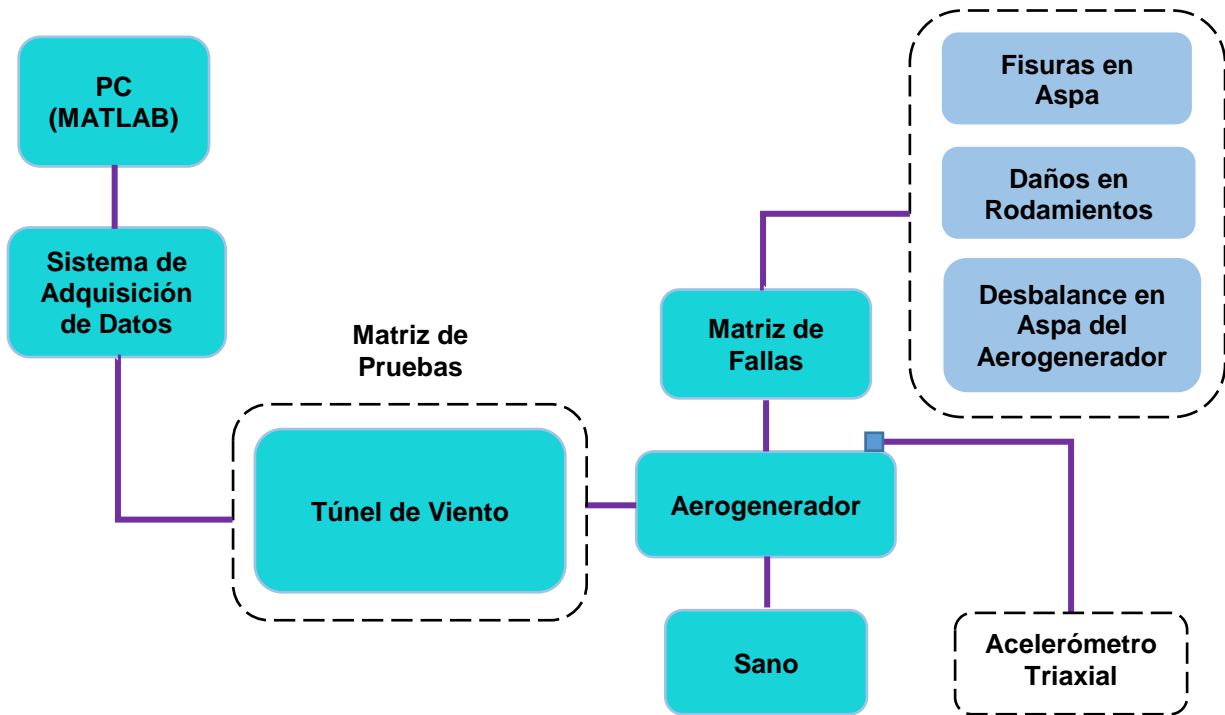 PC
(MATLAB)
Sistema de
Adquisición
de Datos
Matriz de
Pruebas
Túnel de Viento
Matriz de
Fallas
Aerogenerador
Sano
Fisuras en
Aspa
Daños en
Rodamientos
Desbalance en
Aspa del
Aerogenerador
Acelerómetro
Triaxial